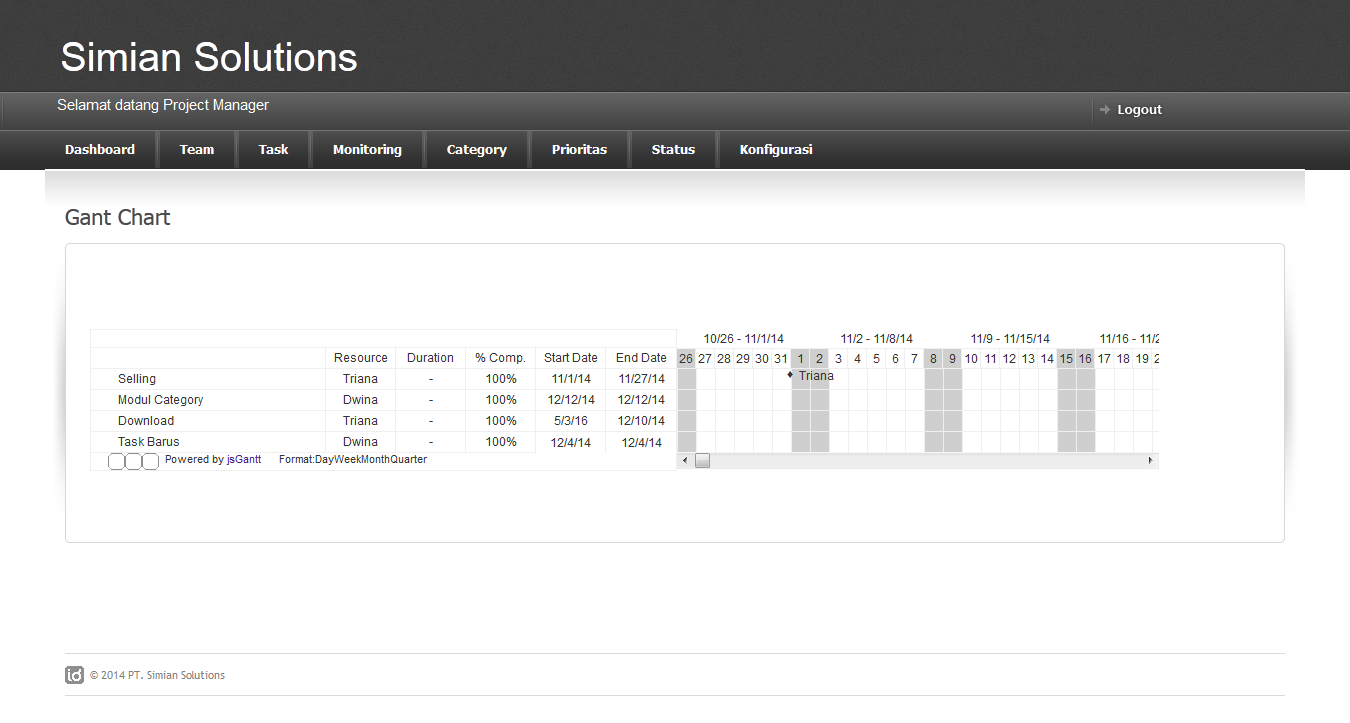 Simian Solutions
Selamat datang Project Manager
Logout
Dashboard Team Task Monitoring Category Prioritas Status Konfigurasi
Gant Chart
10/26 - 11/1/14 11/2 - 11/8/14 11/9 - 11/15/14 11/16 - 11/2
Resource Duration % Comp. Start Date End Date 26 27 28 29 30 31 1 2 3 4 5 6 7 8 9 10 11 12 13 14 15 16 17 18 19 2
Selling Triana - 100% 11/1/14 11/27/14 Triana
Modul Category Dwina - 100% 12/12/14 12/12/14
Download Triana - 100% 5/3/16 12/10/14
Task Barus Dwina - 100% 12/4/14 12/4/14
Powered by jsGantt Format:DayWeekMonthQuarter
id © 2014 PT. Simian Solutions